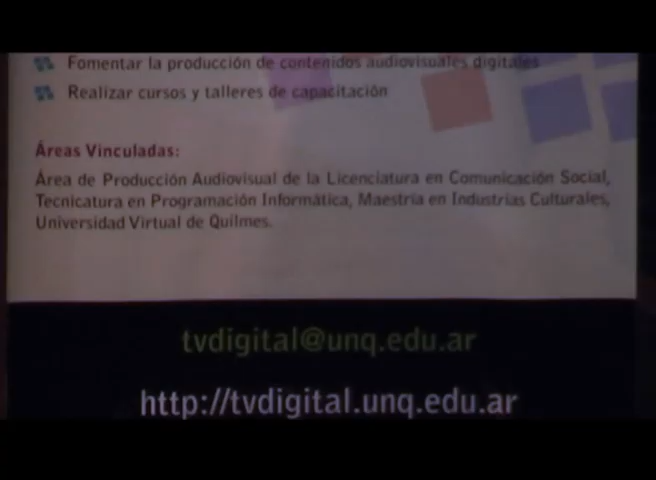 Fomentar la producción de contenidos audiovisuales digitales
Realizar cursos y talleres de capacitación
Áreas Vinculadas:
Área de Producción Audiovisual de la Licenciatura en Comunicación Social,
Tecnicatura en Programación Informática, Maestría en Industrias Culturales,
Universidad Virtual de Quilmes.
tvdigital@unq.edu.ar
http://tvdigital.unq.edu.ar